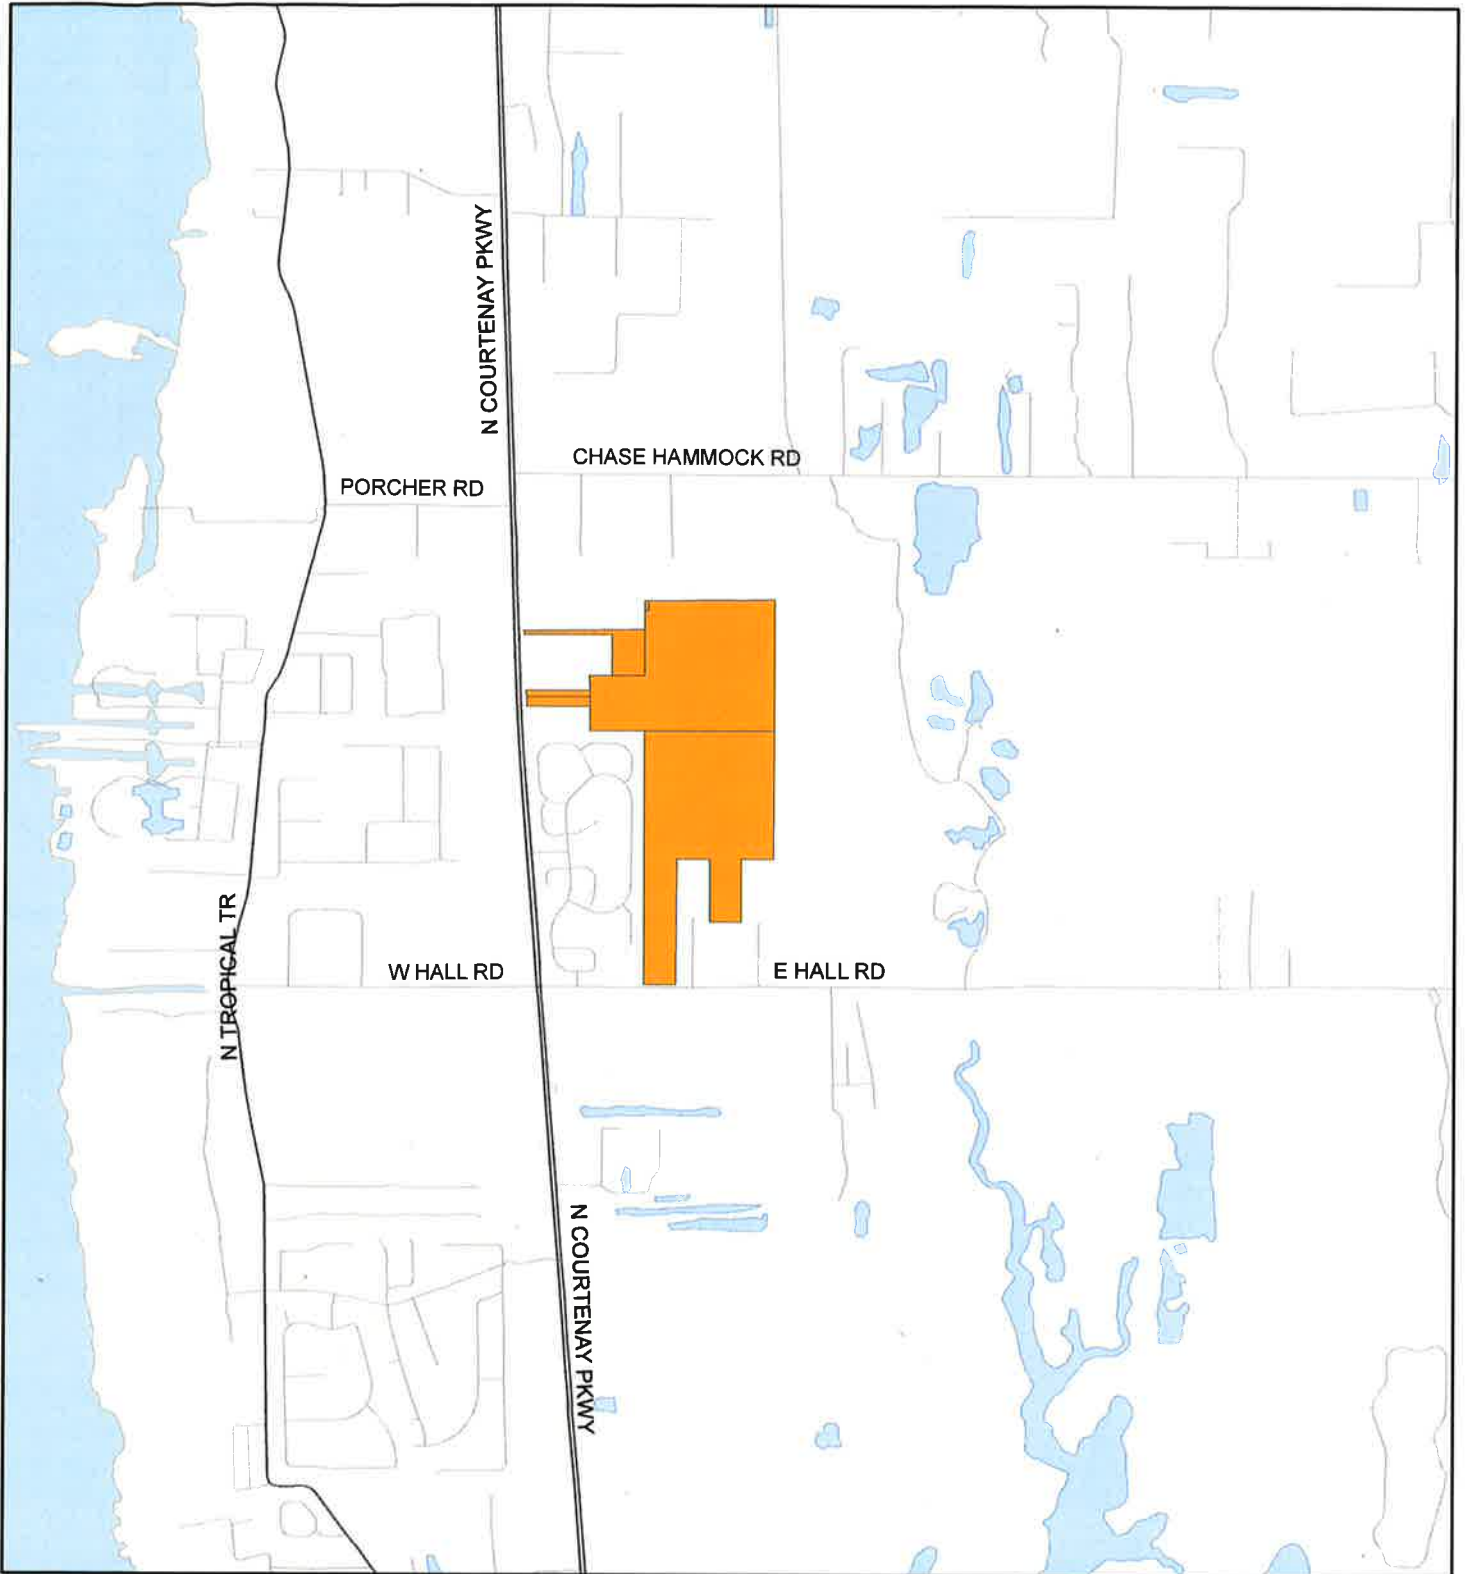 N COURTENAY PKWY
CHASE HAMMOCK RD
PORCHER RD
N TROPICAL TR
W HALL RD
E HALL RD
N COURTENAY PKWY